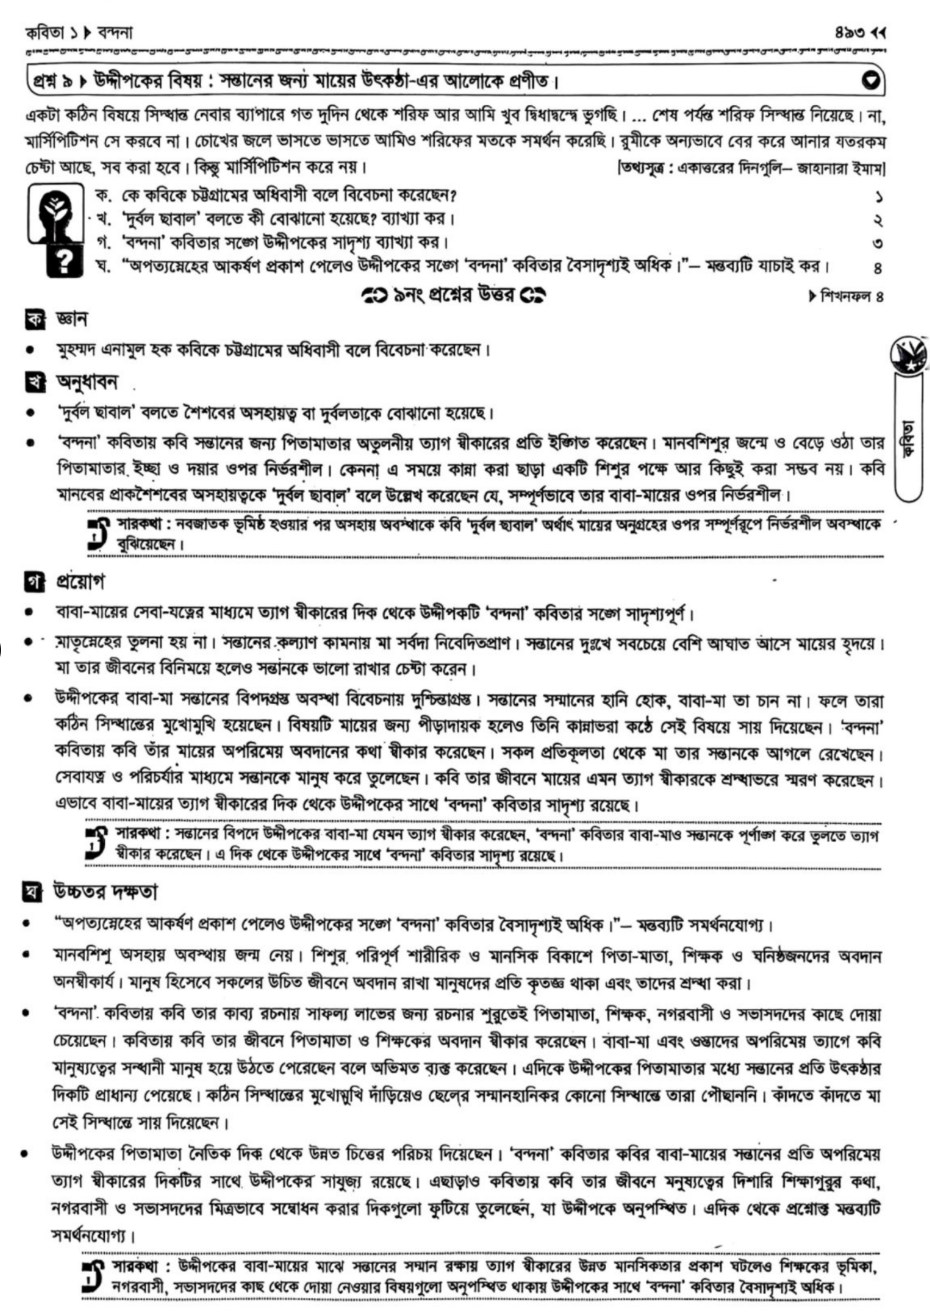 কবিতা ১ ▶ বন্দনা
৪৯৩ ◀◀
প্রশ্ন ৯ ▶ উদ্দীপকের বিষয় : সন্তানের জন্য মায়ের উৎকণ্ঠা-এর আলোকে প্রণীত।
একটা কঠিন বিষয়ে সিদ্ধান্ত নেবার ব্যাপারে গত দুদিন থেকে শরিফ আর আমি খুব দ্বিধাদ্বন্দ্বে ভুগছি। ... শেষ পর্যন্ত শরিফ সিদ্ধান্ত নিয়েছে। না,
মার্সিপিটিশন সে করবে না। চোখের জলে ভাসতে ভাসতে আমিও শরিফের মতকে সমর্থন করেছি। রুমীকে অন্যভাবে বের করে আনার যতরকম
চেষ্টা আছে, সব করা হবে। কিন্তু মার্সিপিটিশন করে নয়।
[তথ্যসূত্র : একাত্তরের দিনগুলি– জাহানারা ইমাম]
ক. কে কবিকে চট্টগ্রামের অধিবাসী বলে বিবেচনা করেছেন? ১
খ. ‘দুর্বল ছাবাল’ বলতে কী বোঝানো হয়েছে? ব্যাখ্যা কর। ২
গ. ‘বন্দনা’ কবিতার সঙ্গে উদ্দীপকের সাদৃশ্য ব্যাখ্যা কর। ৩
ঘ. “অপত্যস্নেহের আকর্ষণ প্রকাশ পেলেও উদ্দীপকের সঙ্গে ‘বন্দনা’ কবিতার বৈসাদৃশ্যই অধিক।”– মন্তব্যটি যাচাই কর। ৪
৯নং প্রশ্নের উত্তর
▶ শিখনফল ৪
ক জ্ঞান
• মুহম্মদ এনামুল হক কবিকে চট্টগ্রামের অধিবাসী বলে বিবেচনা করেছেন।
খ অনুধাবন
• ‘দুর্বল ছাবাল’ বলতে শৈশবের অসহায়ত্ব বা দুর্বলতাকে বোঝানো হয়েছে।
• ‘বন্দনা’ কবিতায় কবি সন্তানের জন্য পিতামাতার অতুলনীয় ত্যাগ স্বীকারের প্রতি ইঙ্গিত করেছেন। মানবশিশুর জন্মে ও বেড়ে ওঠা তার
পিতামাতার ইচ্ছা ও দয়ার ওপর নির্ভরশীল। কেননা এ সময়ে কান্না করা ছাড়া একটি শিশুর পক্ষে আর কিছুই করা সম্ভব নয়। কবি
মানবের প্রাকশৈশবের অসহায়ত্বকে ‘দুর্বল ছাবাল’ বলে উল্লেখ করেছেন যে, সম্পূর্ণভাবে তার বাবা-মায়ের ওপর নির্ভরশীল।
সারকথা : নবজাতক ভূমিষ্ঠ হওয়ার পর অসহায় অবস্থাকে কবি ‘দুর্বল ছাবাল’ অর্থাৎ মায়ের অনুগ্রহের ওপর সম্পূর্ণরূপে নির্ভরশীল অবস্থাকে
বুঝিয়েছেন।
কবিতা
গ প্রয়োগ
• বাবা-মায়ের সেবা-যত্নের মাধ্যমে ত্যাগ স্বীকারের দিক থেকে উদ্দীপকটি ‘বন্দনা’ কবিতার সঙ্গে সাদৃশ্যপূর্ণ।
• মাতৃস্নেহের তুলনা হয় না। সন্তানের কল্যাণ কামনায় মা সর্বদা নিবেদিতপ্রাণ। সন্তানের দুঃখে সবচেয়ে বেশি আঘাত আসে মায়ের হৃদয়ে।
মা তার জীবনের বিনিময়ে হলেও সন্তানকে ভালো রাখার চেষ্টা করেন।
• উদ্দীপকের বাবা-মা সন্তানের বিপদগ্রস্ত অবস্থা বিবেচনায় দুশ্চিন্তাগ্রস্ত। সন্তানের সম্মানের হানি হোক, বাবা-মা তা চান না। ফলে তারা
কঠিন সিদ্ধান্তের মুখোমুখি হয়েছেন। বিষয়টি মায়ের জন্য পীড়াদায়ক হলেও তিনি কান্নাভরা কণ্ঠে সেই বিষয়ে সায় দিয়েছেন। ‘বন্দনা’
কবিতায় কবি তাঁর মায়ের অপরিমেয় অবদানের কথা স্বীকার করেছেন। সকল প্রতিকূলতা থেকে মা তার সন্তানকে আগলে রেখেছেন।
সেবাযত্ন ও পরিচর্যার মাধ্যমে সন্তানকে মানুষ করে তুলেছেন। কবি তার জীবনে মায়ের এমন ত্যাগ স্বীকারকে শ্রদ্ধাভরে স্মরণ করেছেন।
এভাবে বাবা-মায়ের ত্যাগ স্বীকারের দিক থেকে উদ্দীপকের সাথে ‘বন্দনা’ কবিতার সাদৃশ্য রয়েছে।
সারকথা : সন্তানের বিপদে উদ্দীপকের বাবা-মা যেমন ত্যাগ স্বীকার করেছেন, ‘বন্দনা’ কবিতার বাবা-মাও সন্তানকে পূর্ণাঙ্গ করে তুলতে ত্যাগ
স্বীকার করেছেন। এ দিক থেকে উদ্দীপকের সাথে ‘বন্দনা’ কবিতার সাদৃশ্য রয়েছে।
ঘ উচ্চতর দক্ষতা
• “অপত্যস্নেহের আকর্ষণ প্রকাশ পেলেও উদ্দীপকের সঙ্গে ‘বন্দনা’ কবিতার বৈসাদৃশ্যই অধিক।”– মন্তব্যটি সমর্থনযোগ্য।
• মানবশিশু অসহায় অবস্থায় জন্ম নেয়। শিশুর পরিপূর্ণ শারীরিক ও মানসিক বিকাশে পিতা-মাতা, শিক্ষক ও ঘনিষ্ঠজনদের অবদান
অনস্বীকার্য। মানুষ হিসেবে সকলের উচিত জীবনে অবদান রাখা মানুষদের প্রতি কৃতজ্ঞ থাকা এবং তাদের শ্রদ্ধা করা।
• ‘বন্দনা’ কবিতায় কবি তার কাব্য রচনায় সাফল্য লাভের জন্য রচনার শুরুতেই পিতামাতা, শিক্ষক, নগরবাসী ও সভাসদদের কাছে দোয়া
চেয়েছেন। কবিতার কবি তার জীবনে পিতামাতা ও শিক্ষকের অবদান স্বীকার করেছেন। বাবা-মা এবং ওস্তাদের অপরিমেয় ত্যাগে কবি
মানুষ্যত্বের সন্ধানী মানুষ হয়ে উঠতে পেরেছেন বলে অভিমত ব্যক্ত করেছেন। এদিকে উদ্দীপকের পিতামাতার মধ্যে সন্তানের প্রতি উৎকণ্ঠার
দিকটি প্রাধান্য পেয়েছে। কঠিন সিদ্ধান্তের মুখোমুখি দাঁড়িয়েও ছেলের সম্মানহানিকর কোনো সিদ্ধান্তে তারা পৌছাননি। কাঁদতে কাঁদতে মা
সেই সিদ্ধান্তে সায় দিয়েছেন।
• উদ্দীপকের পিতামাতা নৈতিক দিক থেকে উন্নত চিত্তের পরিচয় দিয়েছেন। ‘বন্দনা’ কবিতার কবির বাবা-মায়ের সন্তানের প্রতি অপরিমেয়
ত্যাগ স্বীকারের দিকটির সাথে উদ্দীপকের সাযুজ্য রয়েছে। এছাড়াও কবিতায় কবি তার জীবনে মনুষ্যত্বের দিশারি শিক্ষাগুরুর কথা,
নগরবাসী ও সভাসদদের মিত্রভাবে সম্বোধন করার দিকগুলো ফুটিয়ে তুলেছেন, যা উদ্দীপকে অনুপস্থিত। এদিক থেকে প্রশ্নোক্ত মন্তব্যটি
সমর্থনযোগ্য।
সারকথা : উদ্দীপকের বাবা-মায়ের মাঝে সন্তানের সম্মান রক্ষায় ত্যাগ স্বীকারের উন্নত মানসিকতার প্রকাশ ঘটলেও শিক্ষকের ভূমিকা,
নগরবাসী, সভাসদদের কাছ থেকে দোয়া নেওয়ার বিষয়গুলো অনুপস্থিত থাকায় উদ্দীপকের সাথে ‘বন্দনা’ কবিতার বৈসাদৃশ্যই অধিক।